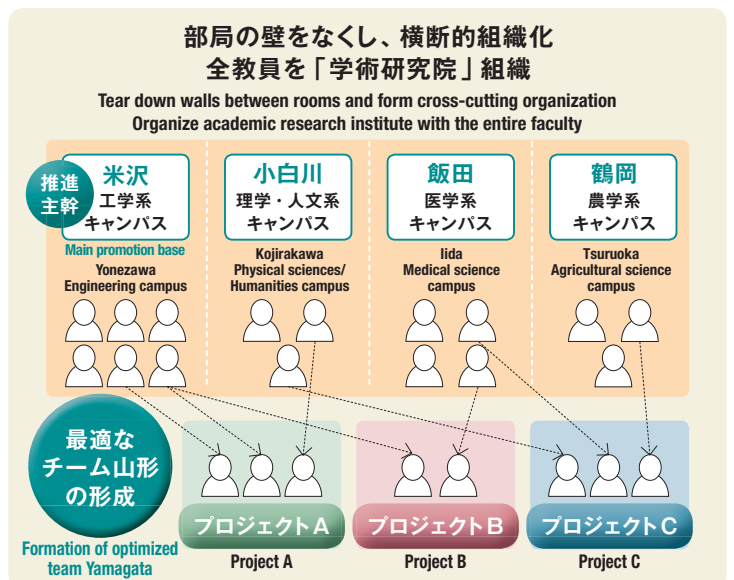 部局の壁をなくし、横断的組織化
全教員を「学術研究院」組織
Tear down walls between rooms and form cross-cutting organization
Organize academic research institute with the entire faculty
推進
主幹
米沢
工学系
キャンパス
Main promotion base
Yonezawa
Engineering campus
小白川
理学・人文系
キャンパス
Kojirakawa
Physical sciences/
Humanities campus
飯田
医学系
キャンパス
Iida
Medical science
campus
鶴岡
農学系
キャンパス
Tsuruoka
Agricultural science
campus
最適な
チーム山形
の形成
Formation of optimized
team Yamagata
プロジェクトA
Project A
プロジェクトB
Project B
プロジェクトC
Project C